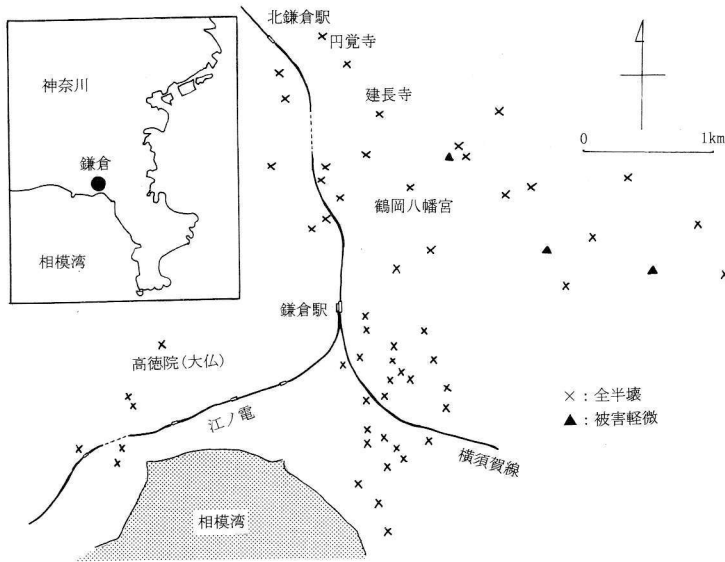 北鎌倉駅
円覚寺
神奈川
建長寺
0 1km
鎌倉
鶴岡八幡宮
相模湾
鎌倉駅
高徳院(大仏)
×:全半壊
▲:被害軽微
江ノ電
横須賀線
相模湾